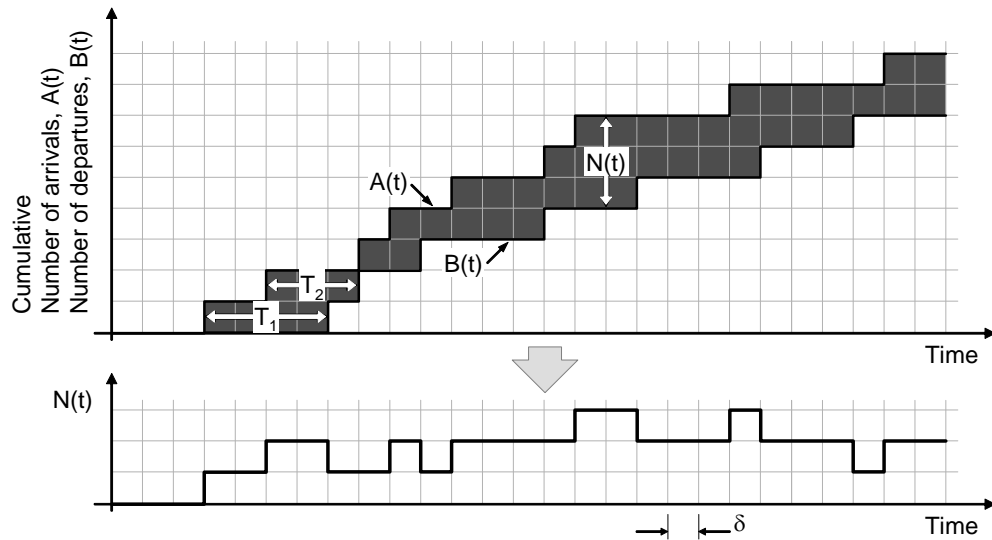 Cumulative
Number of arrivals, A(t)
Number of departures, B(t)
A(t)
N(t)
B(t)
T2
T1
Time
N(t)
δ
Time